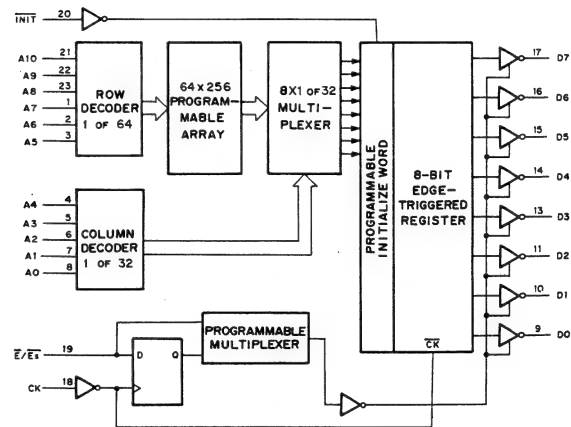 INIT 20
A10 21
A9 22
A8 23
A7 1
A6 2
A5 3
ROW
DECODER
1 OF 64
64 x 256
PROGRAM-
MABLE
ARRAY
8X1 OF 32
MULTI-
PLEXER
PROGRAMMABLE
INITIALIZE WORD
8-BIT
EDGE-
TRIGGERED
REGISTER
CK
17 D7
16 D6
15 D5
14 D4
13 D3
11 D2
10 D1
9 D0
A4 4
A3 5
A2 6
A1 7
A0 8
COLUMN
DECODER
1 OF 32
E/Es 19
CK 18
D Q
PROGRAMMABLE
MULTIPLEXER